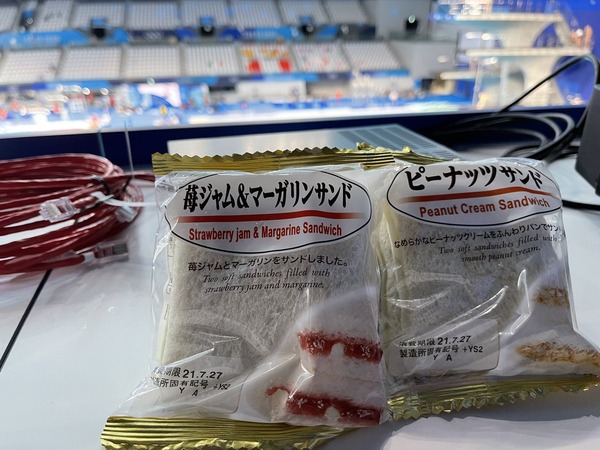 苺ジャム&マーガリンサンド
Strawberry jam & Margarine Sandwich
苺ジャムとマーガリンをサンドしました。
Two soft sandwiches filled with
strawberry jam and margarine.
期限 21.7.27
製造所固有記号 +YS2
Y A
ピーナッツサンド
Peanut Cream Sandwich
なめらかなピーナッツクリームをふんわりパンでサンド
Two soft sandwiches filled with
smooth peanut cream.
消費期限 21.7.27
製造所固有記号 +YS2
Y A